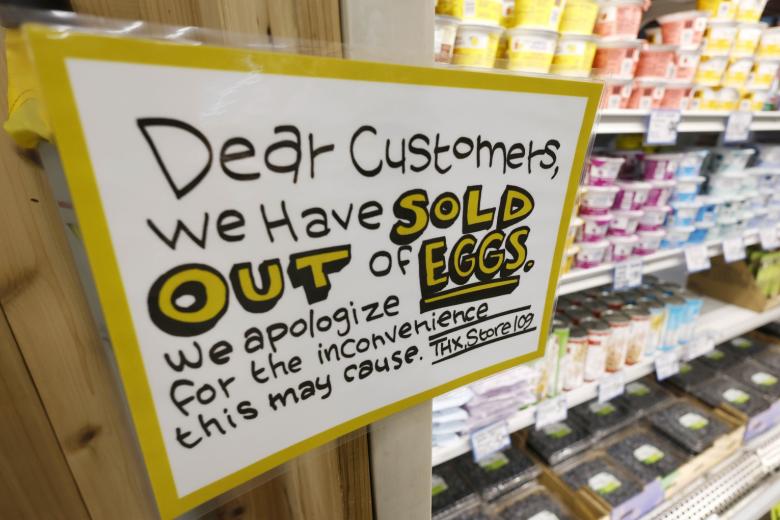 Dear Customers,
we Have SOLD
OUT of EGGS.
we apologize
for the inconvenience
this may cause. THX, Store 109